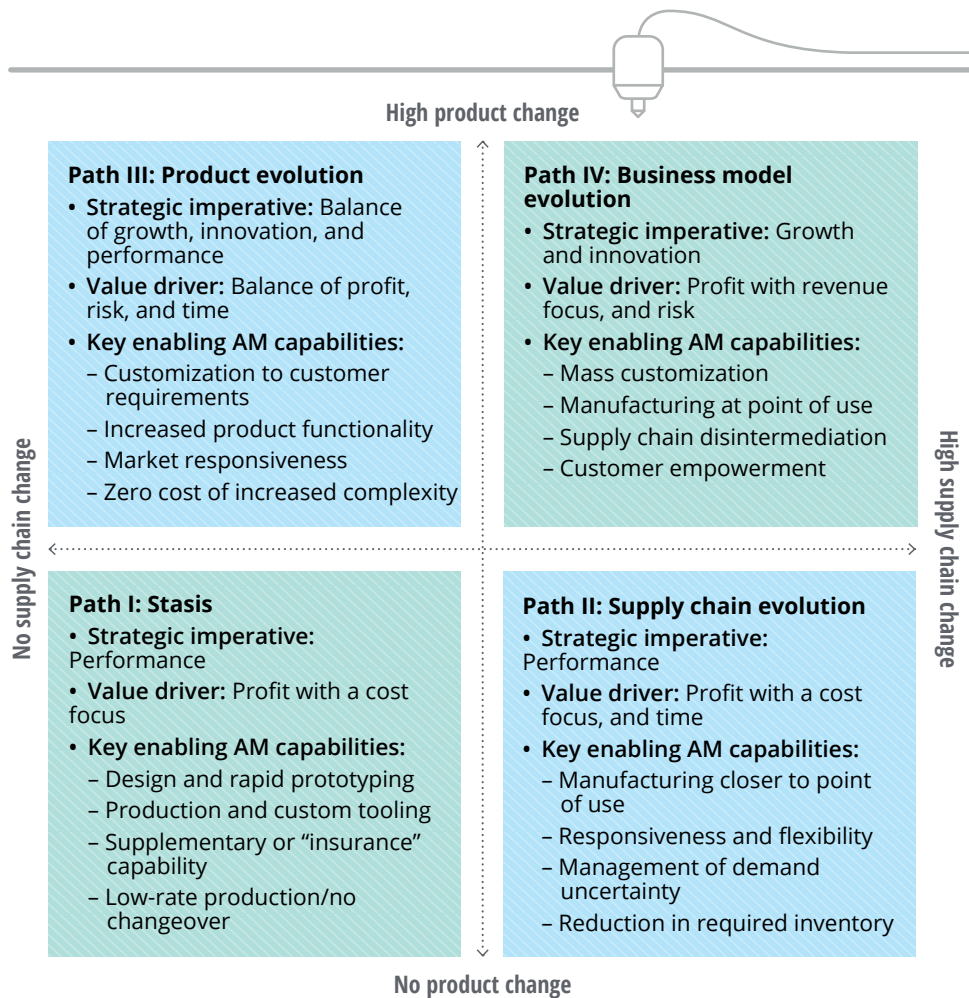 High product change
Path III: Product evolution
• Strategic imperative: Balance
of growth, innovation, and
performance
• Value driver: Balance of profit,
risk, and time
• Key enabling AM capabilities:
– Customization to customer
requirements
– Increased product functionality
– Market responsiveness
– Zero cost of increased complexity
Path IV: Business model
evolution
• Strategic imperative: Growth
and innovation
• Value driver: Profit with revenue
focus, and risk
• Key enabling AM capabilities:
– Mass customization
– Manufacturing at point of use
– Supply chain disintermediation
– Customer empowerment
No supply chain change
High supply chain change
Path I: Stasis
• Strategic imperative:
Performance
• Value driver: Profit with a cost
focus
• Key enabling AM capabilities:
– Design and rapid prototyping
– Production and custom tooling
– Supplementary or “insurance”
capability
– Low-rate production/no
changeover
Path II: Supply chain evolution
• Strategic imperative:
Performance
• Value driver: Profit with a cost
focus, and time
• Key enabling AM capabilities:
– Manufacturing closer to point
of use
– Responsiveness and flexibility
– Management of demand
uncertainty
– Reduction in required inventory
No product change